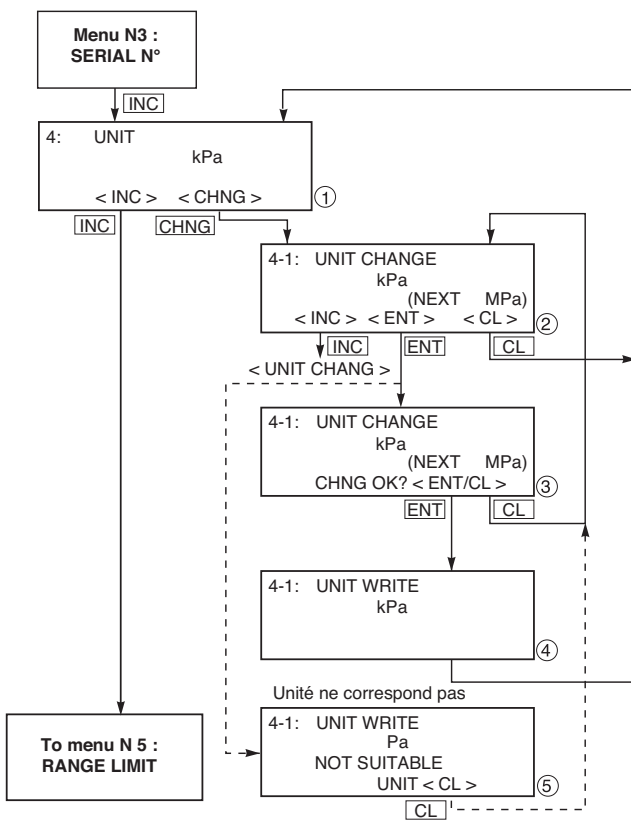 Menu N3 :
SERIAL N°
INC
4: UNIT
kPa
< INC > < CHNG >
1
INC CHNG
4-1: UNIT CHANGE
kPa
(NEXT MPa)
< INC > < ENT > < CL >
2
INC ENT CL
< UNIT CHANG >
4-1: UNIT CHANGE
kPa
(NEXT MPa)
CHNG OK? < ENT/CL >
3
ENT CL
4-1: UNIT WRITE
kPa
4
Unité ne correspond pas
4-1: UNIT WRITE
Pa
NOT SUITABLE
UNIT < CL >
5
CL
To menu N 5 :
RANGE LIMIT